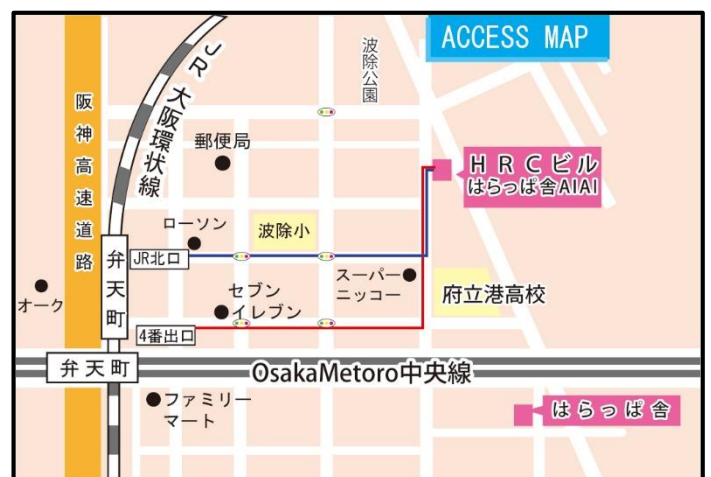 ACCESS MAP
JR大阪環状線
波除公園
阪神高速道路
郵便局
HRCビル
はらっぱ舎AIAI
ローソン
波除小
弁天町
JR北口
スーパー
ニッコー
府立港高校
オーク
セブン
イレブン
4番出口
弁天町
OsakaMetoro中央線
ファミリー
マート
はらっぱ舎